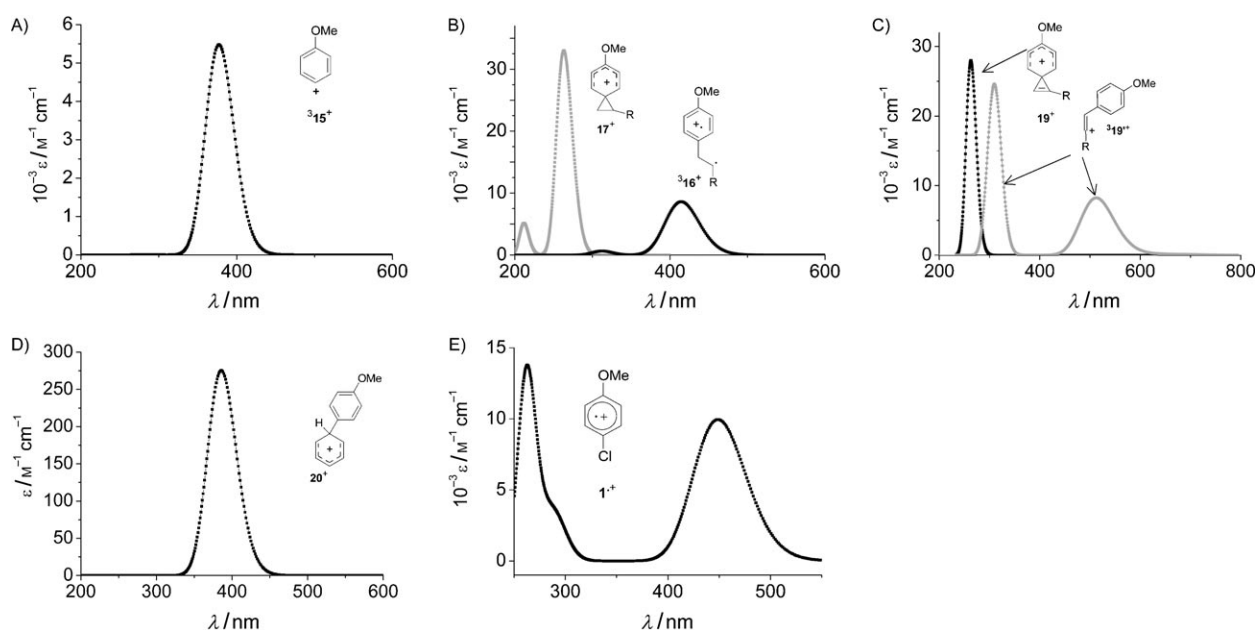 A)
10⁻³ ε / M⁻¹ cm⁻¹
6
5
4
3
2
1
0
OMe
+
³15⁺
200 400 600
λ / nm
B)
10⁻³ ε / M⁻¹ cm⁻¹
30
20
10
0
OMe
+
R
17⁺
OMe
+·
·
R
³16⁺
200 300 400 500 600
λ / nm
C)
10⁻³ ε / M⁻¹ cm⁻¹
30
20
10
0
OMe
+
R
19⁺
OMe
+
R
³19'⁺
200 400 600 800
λ / nm
D)
ε / M⁻¹ cm⁻¹
300
250
200
150
100
50
0
OMe
H
+
20⁺
200 300 400 500 600
λ / nm
E)
10⁻³ ε / M⁻¹ cm⁻¹
15
10
5
0
OMe
·+
Cl
1·⁺
300 400 500
λ / nm